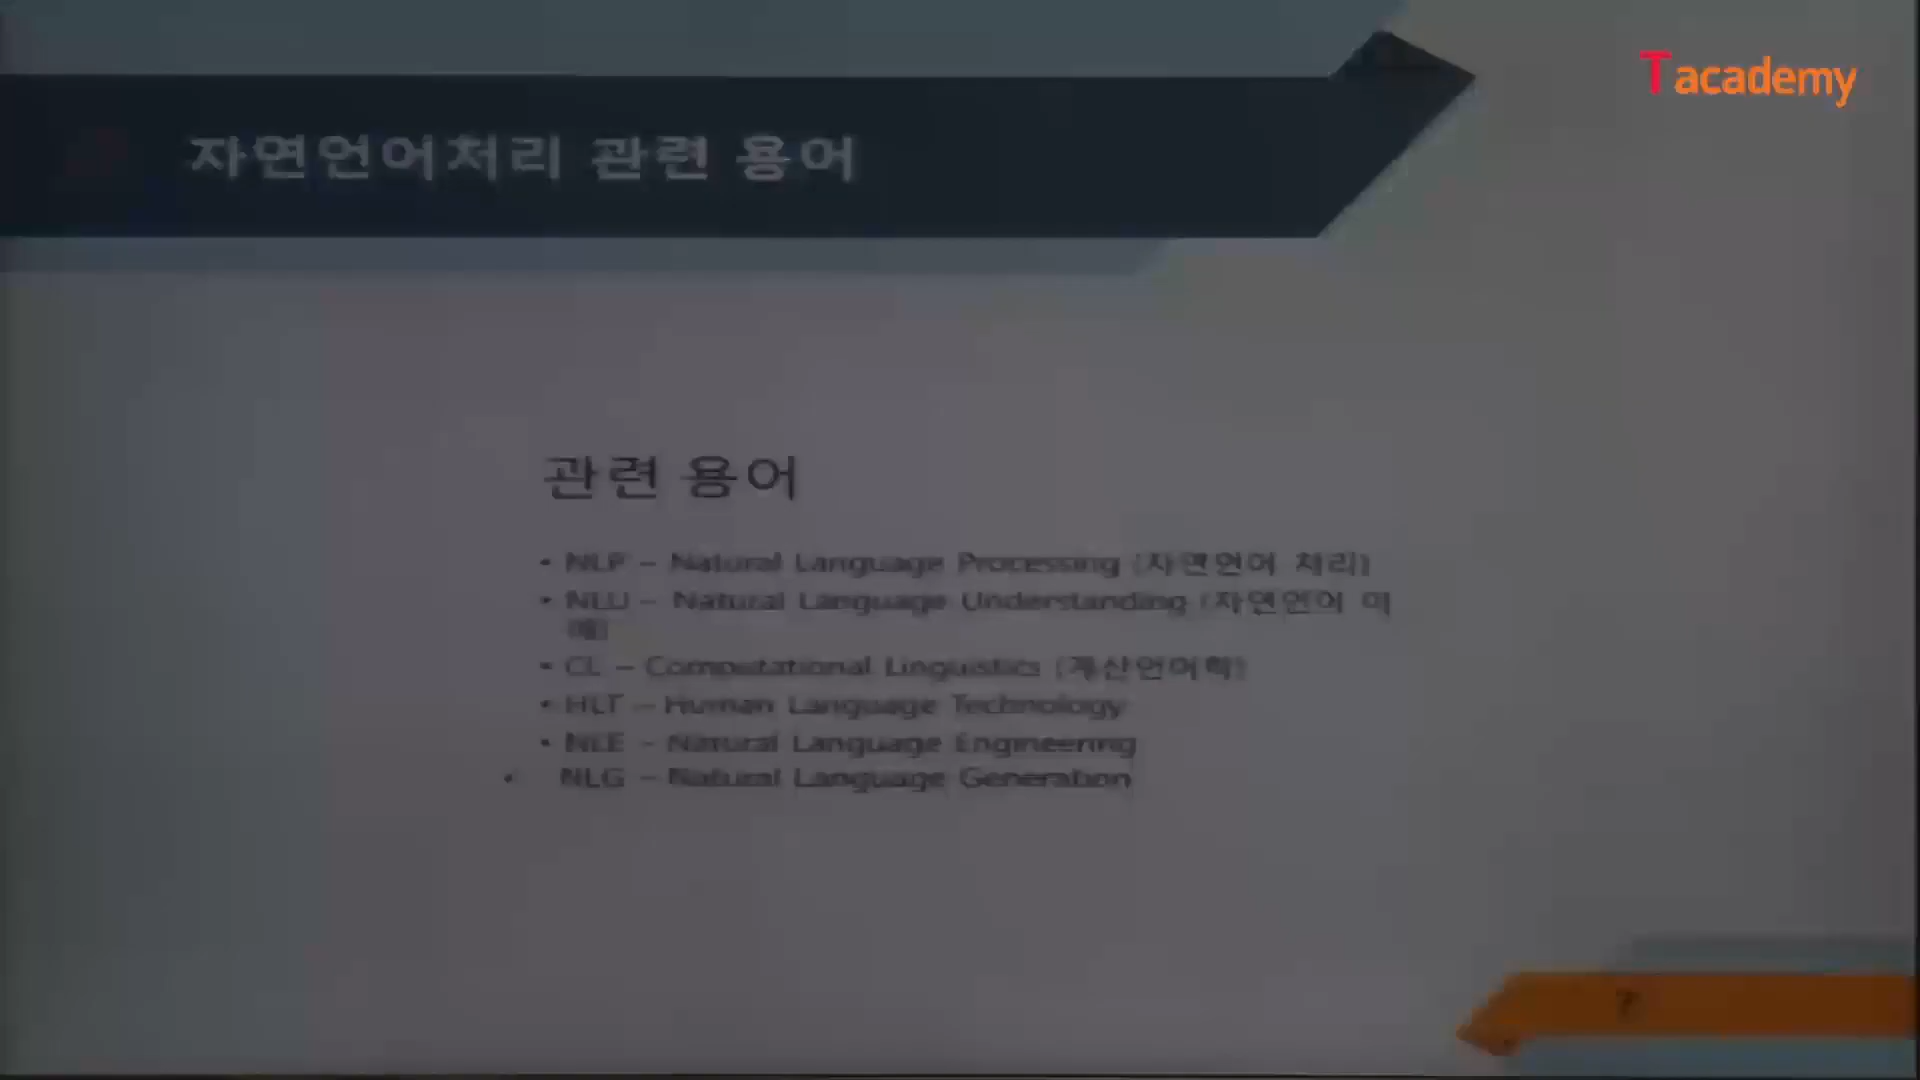 Tacademy
자연언어처리 관련 용어
관련 용어
• NLP – Natural Language Processing (자연언어 처리)
• NLU – Natural Language Understanding (자연언어 이
해)
• CL – Computational Linguistics (계산언어학)
• HLT – Human Language Technology
• NLE - Natural Language Engineering
• NLG – Natural Language Generation
7